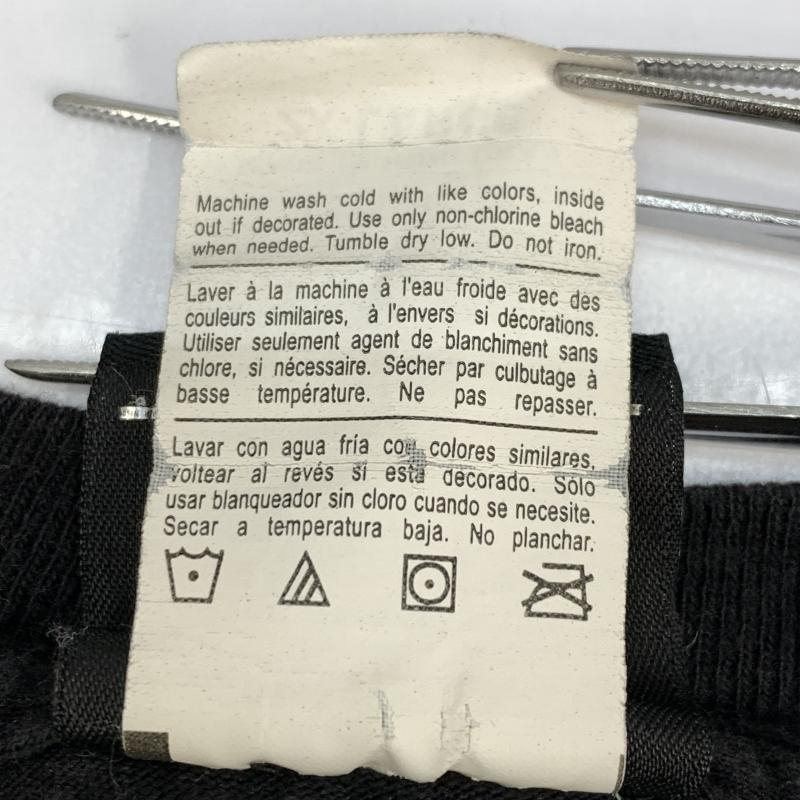 Machine wash cold with like colors, inside
out if decorated. Use only non-chlorine bleach
when needed. Tumble dry low. Do not iron.
Laver à la machine à l'eau froide avec des
couleurs similaires, à l'envers si décorations.
Utiliser seulement agent de blanchiment sans
chlore, si nécessaire. Sécher par culbutage à
basse température. Ne pas repasser.
Lavar con agua fría con colores similares,
voltear al revés si está decorado. Sólo
usar blanqueador sin cloro cuando se necesite.
Secar a temperatura baja. No planchar.